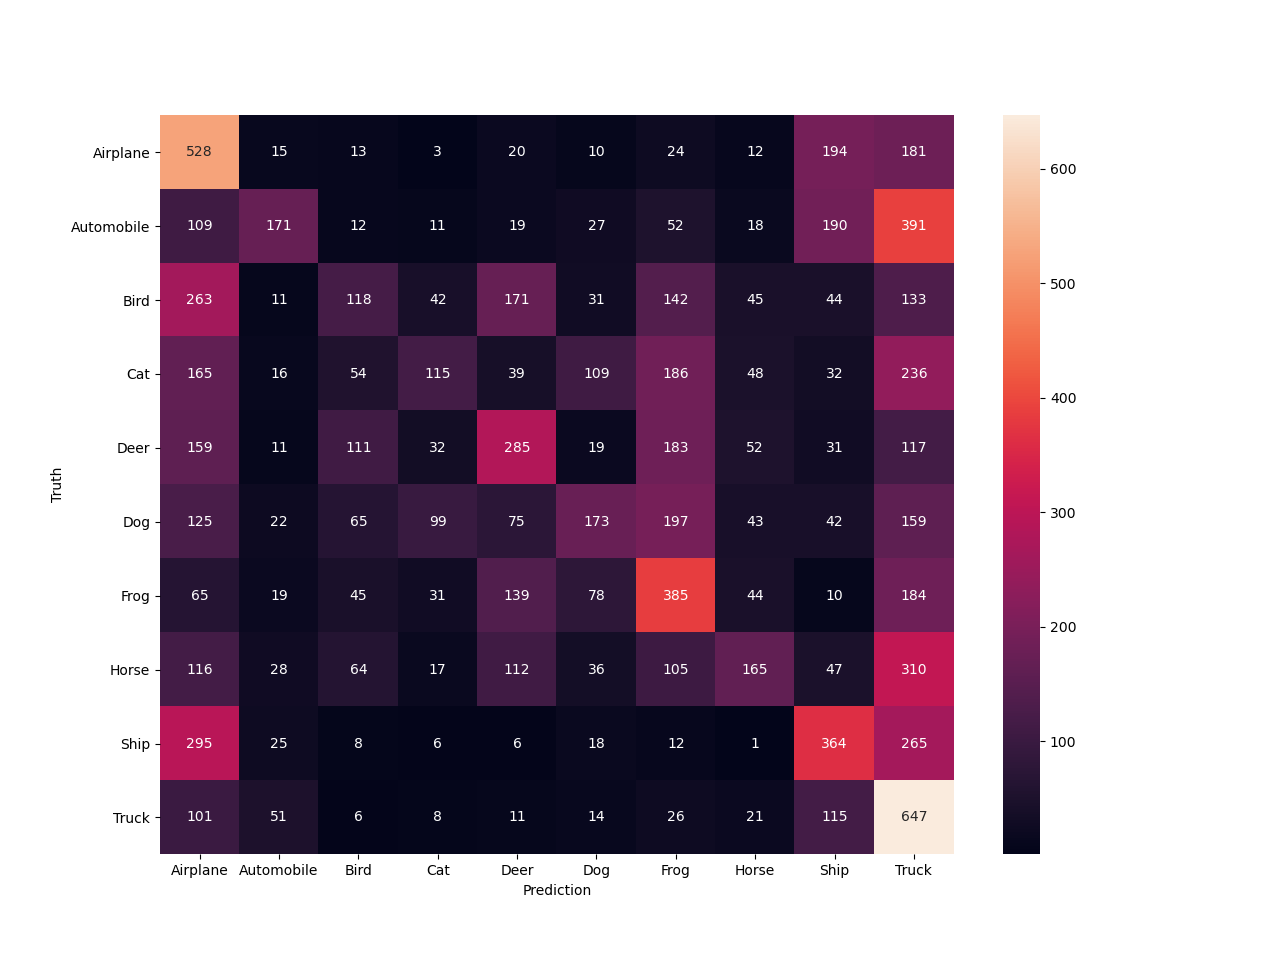 Airplane 528 15 13 3 20 10 24 12 194 181
600
Automobile 109 171 12 11 19 27 52 18 190 391
500
Bird 263 11 118 42 171 31 142 45 44 133
Cat 165 16 54 115 39 109 186 48 32 236
400
Deer 159 11 111 32 285 19 183 52 31 117
Truth
300
Dog 125 22 65 99 75 173 197 43 42 159
Frog 65 19 45 31 139 78 385 44 10 184
200
Horse 116 28 64 17 112 36 105 165 47 310
Ship 295 25 8 6 6 18 12 1 364 265
100
Truck 101 51 6 8 11 14 26 21 115 647
Airplane Automobile Bird Cat Deer Dog Frog Horse Ship Truck
Prediction